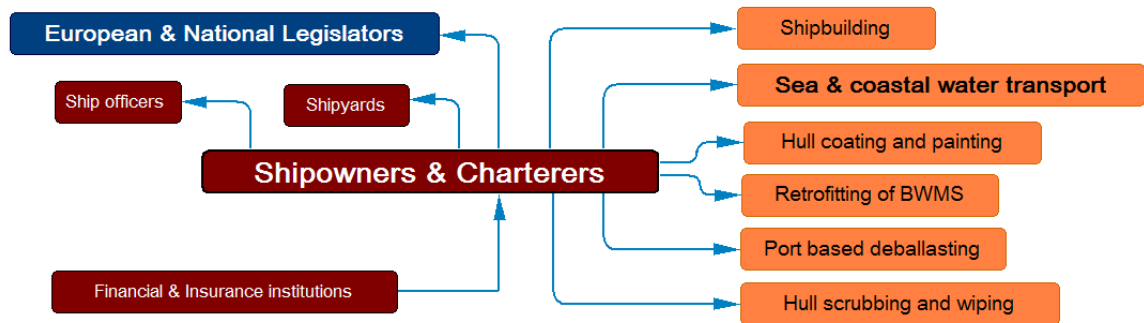 European & National Legislators
Shipbuilding
Sea & coastal water transport
Ship officers
Shipyards
Hull coating and painting
Shipowners & Charterers
Retrofitting of BWMS
Port based deballasting
Financial & Insurance institutions
Hull scrubbing and wiping